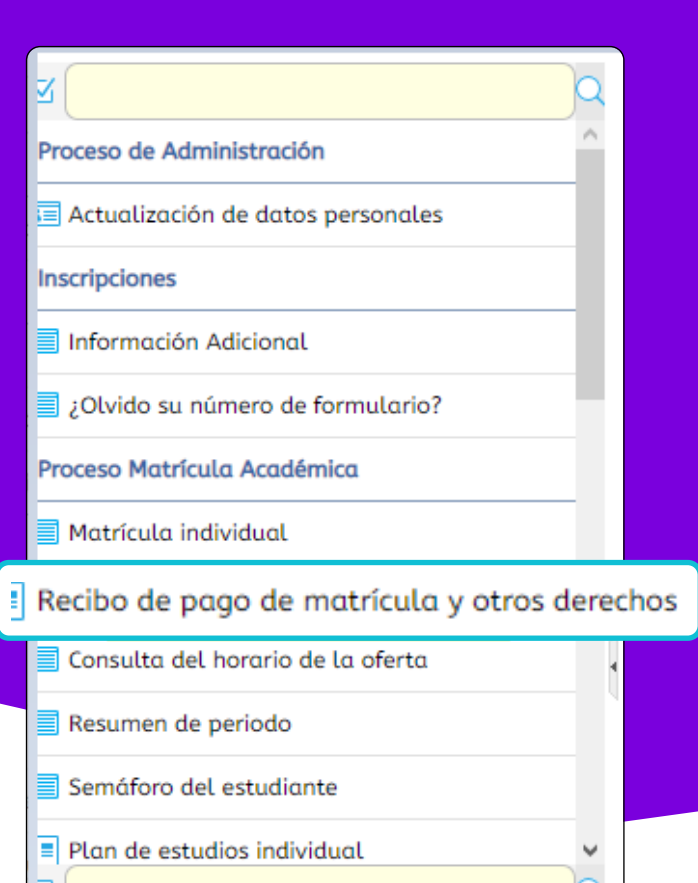 Proceso de Administración
Actualización de datos personales
Inscripciones
Información Adicional
¿Olvido su número de formulario?
Proceso Matrícula Académica
Matrícula individual
Recibo de pago de matrícula y otros derechos
Consulta del horario de la oferta
Resumen de periodo
Semáforo del estudiante
Plan de estudios individual